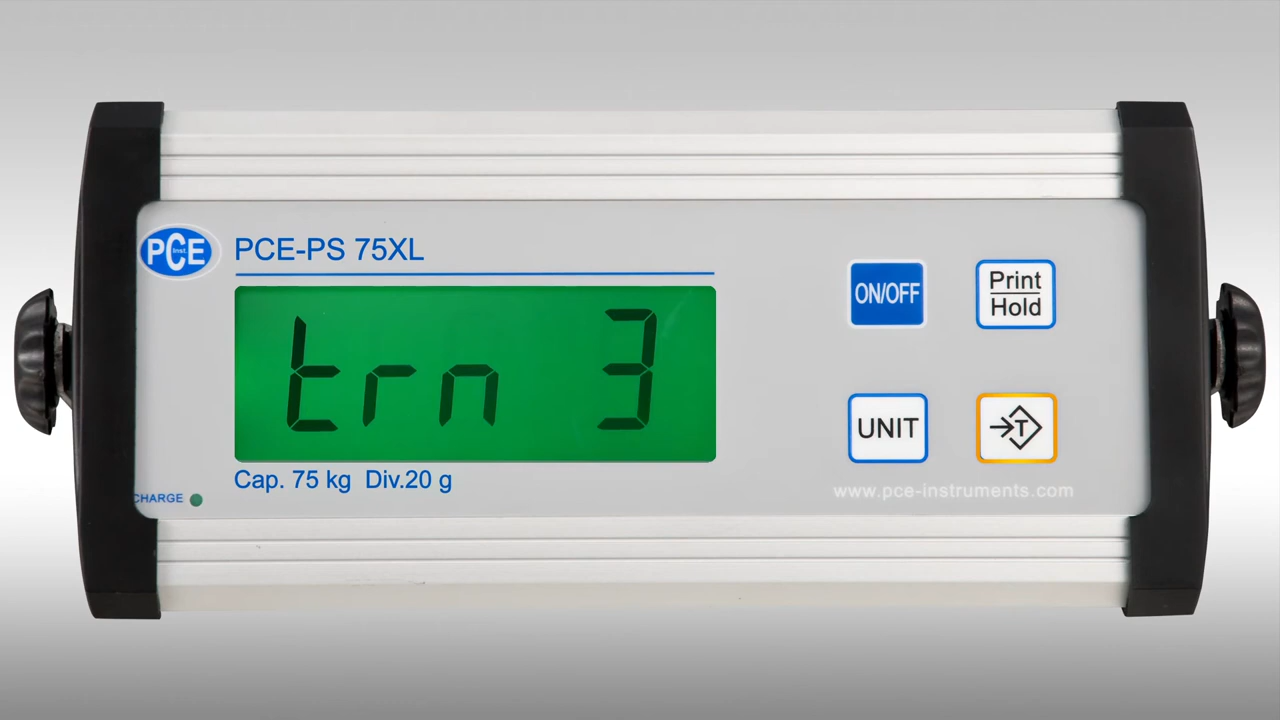 PCE
Inst.
PCE-PS 75XL
trn 3
Cap. 75 kg Div.20 g
CHARGE
ON/OFF
Print
Hold
UNIT
T
www.pce-instruments.com